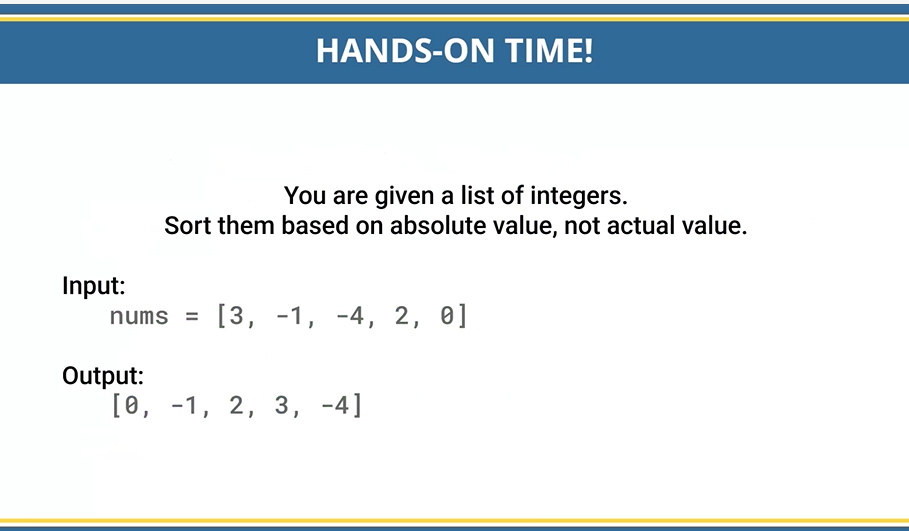 HANDS-ON TIME!
You are given a list of integers.
Sort them based on absolute value, not actual value.
Input:
nums = [3, -1, -4, 2, 0]
Output:
[0, -1, 2, 3, -4]